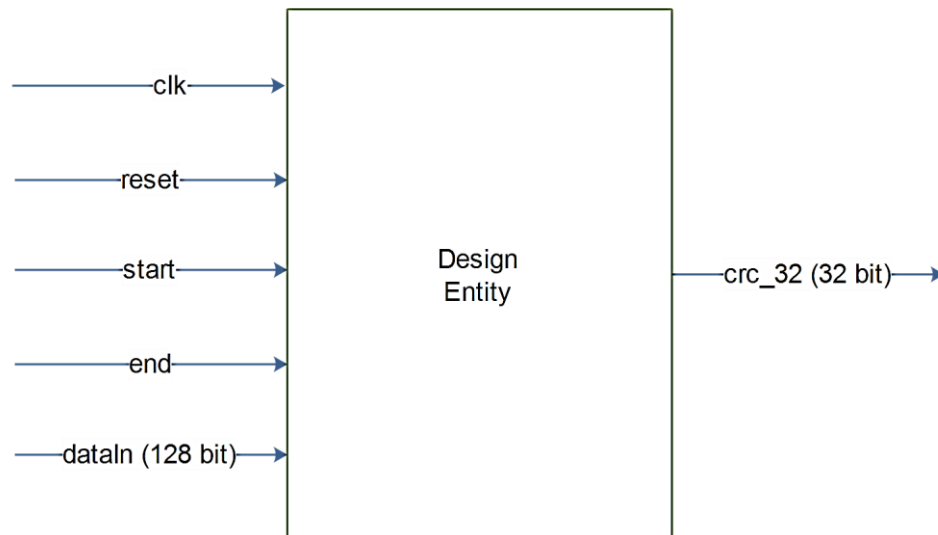 clk
reset
start
end
dataIn (128 bit)
Design
Entity
crc_32 (32 bit)